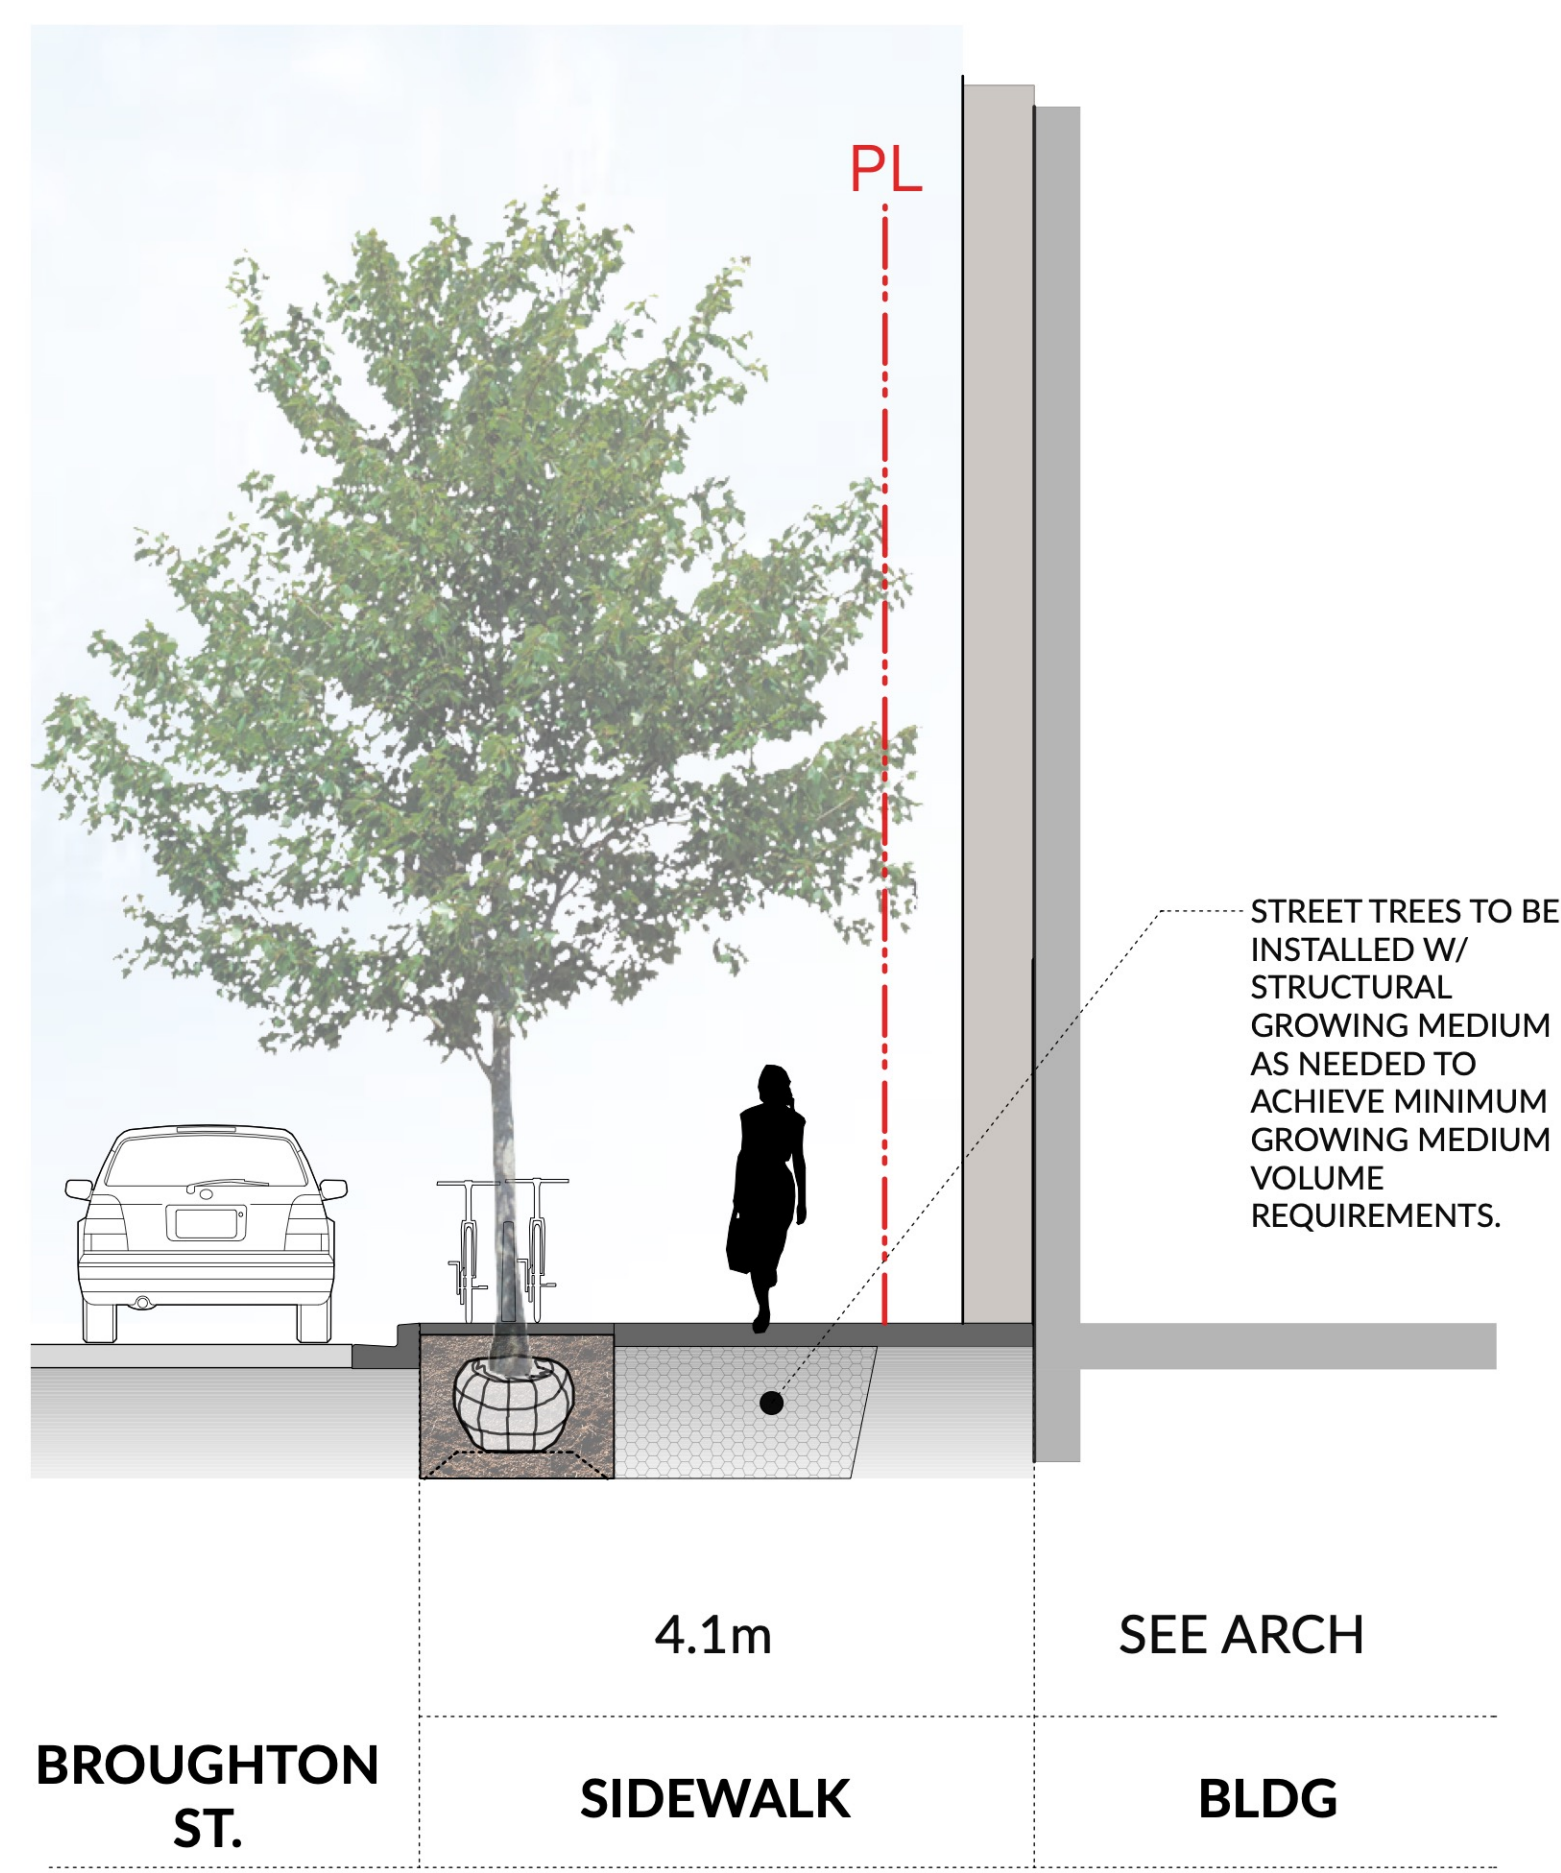 PL
STREET TREES TO BE
INSTALLED W/
STRUCTURAL
GROWING MEDIUM
AS NEEDED TO
ACHIEVE MINIMUM
GROWING MEDIUM
VOLUME
REQUIREMENTS.
4.1m
SEE ARCH
BROUGHTON
ST.
SIDEWALK
BLDG